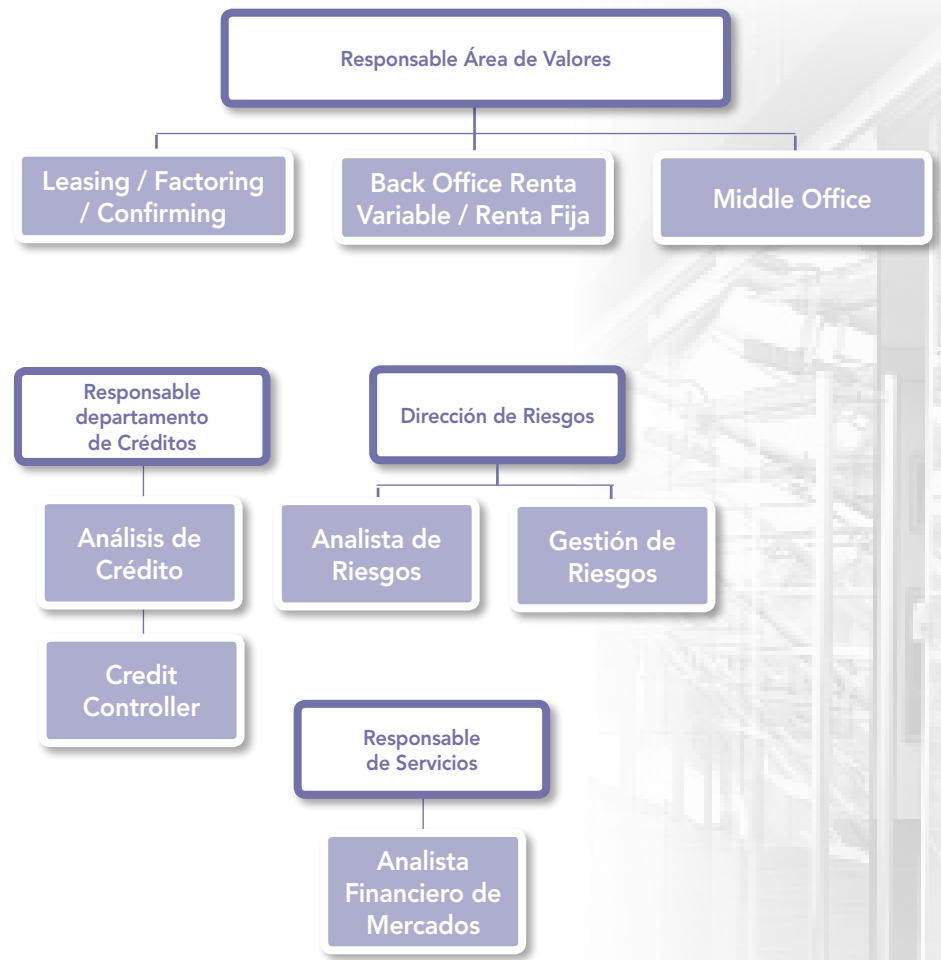 Responsable Área de Valores
Leasing / Factoring
/ Confirming
Back Office Renta
Variable / Renta Fija
Middle Office
Responsable
departamento
de Créditos
Análisis de
Crédito
Credit
Controller
Dirección de Riesgos
Analista de
Riesgos
Gestión de
Riesgos
Responsable
de Servicios
Analista
Financiero de
Mercados